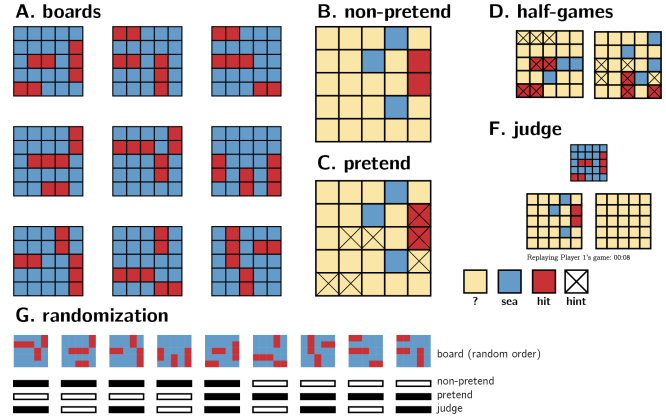 A. boards
B. non-pretend
C. pretend
D. half-games
F. judge
Replaying Player 1's game: 00:08
? sea hit hint
G. randomization
board (random order)
non-pretend
pretend
judge